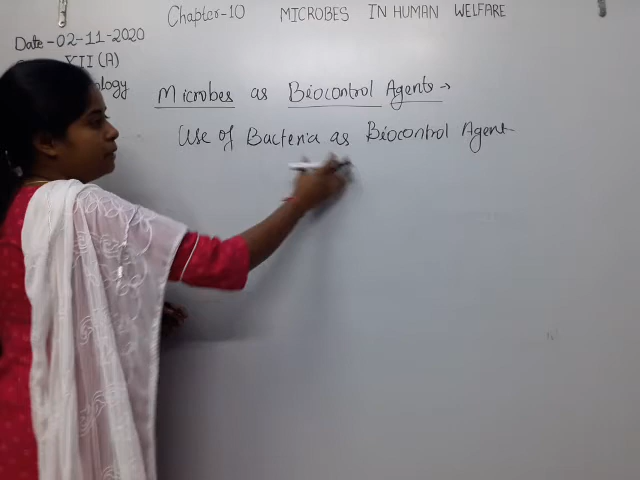 Chapter-10 MICROBES IN HUMAN WELFARE
Date-02-11-2020
XII (A)
Microbes as Biocontrol Agents →
Use of Bacteria as Biocontrol Agent